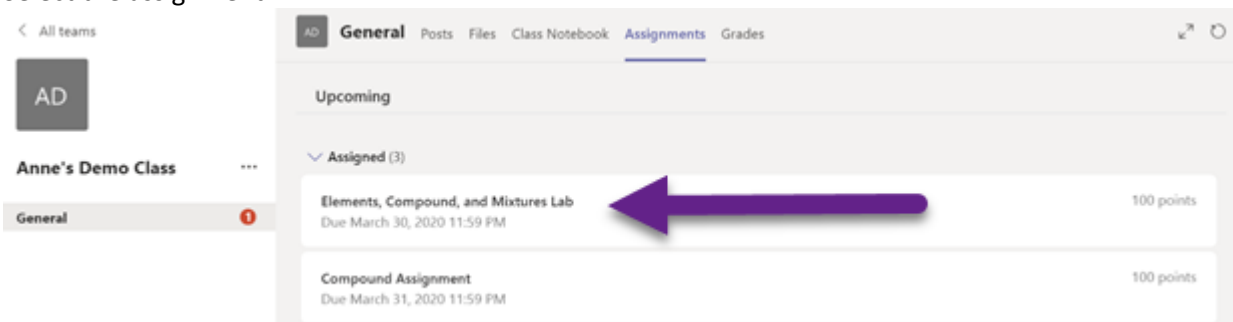 All teams
AD General Posts Files Class Notebook Assignments Grades
AD
Upcoming
Anne's Demo Class ...
Assigned (3)
Elements, Compound, and Mixtures Lab 100 points
Due March 30, 2020 11:59 PM
General 1
Compound Assignment 100 points
Due March 31, 2020 11:59 PM